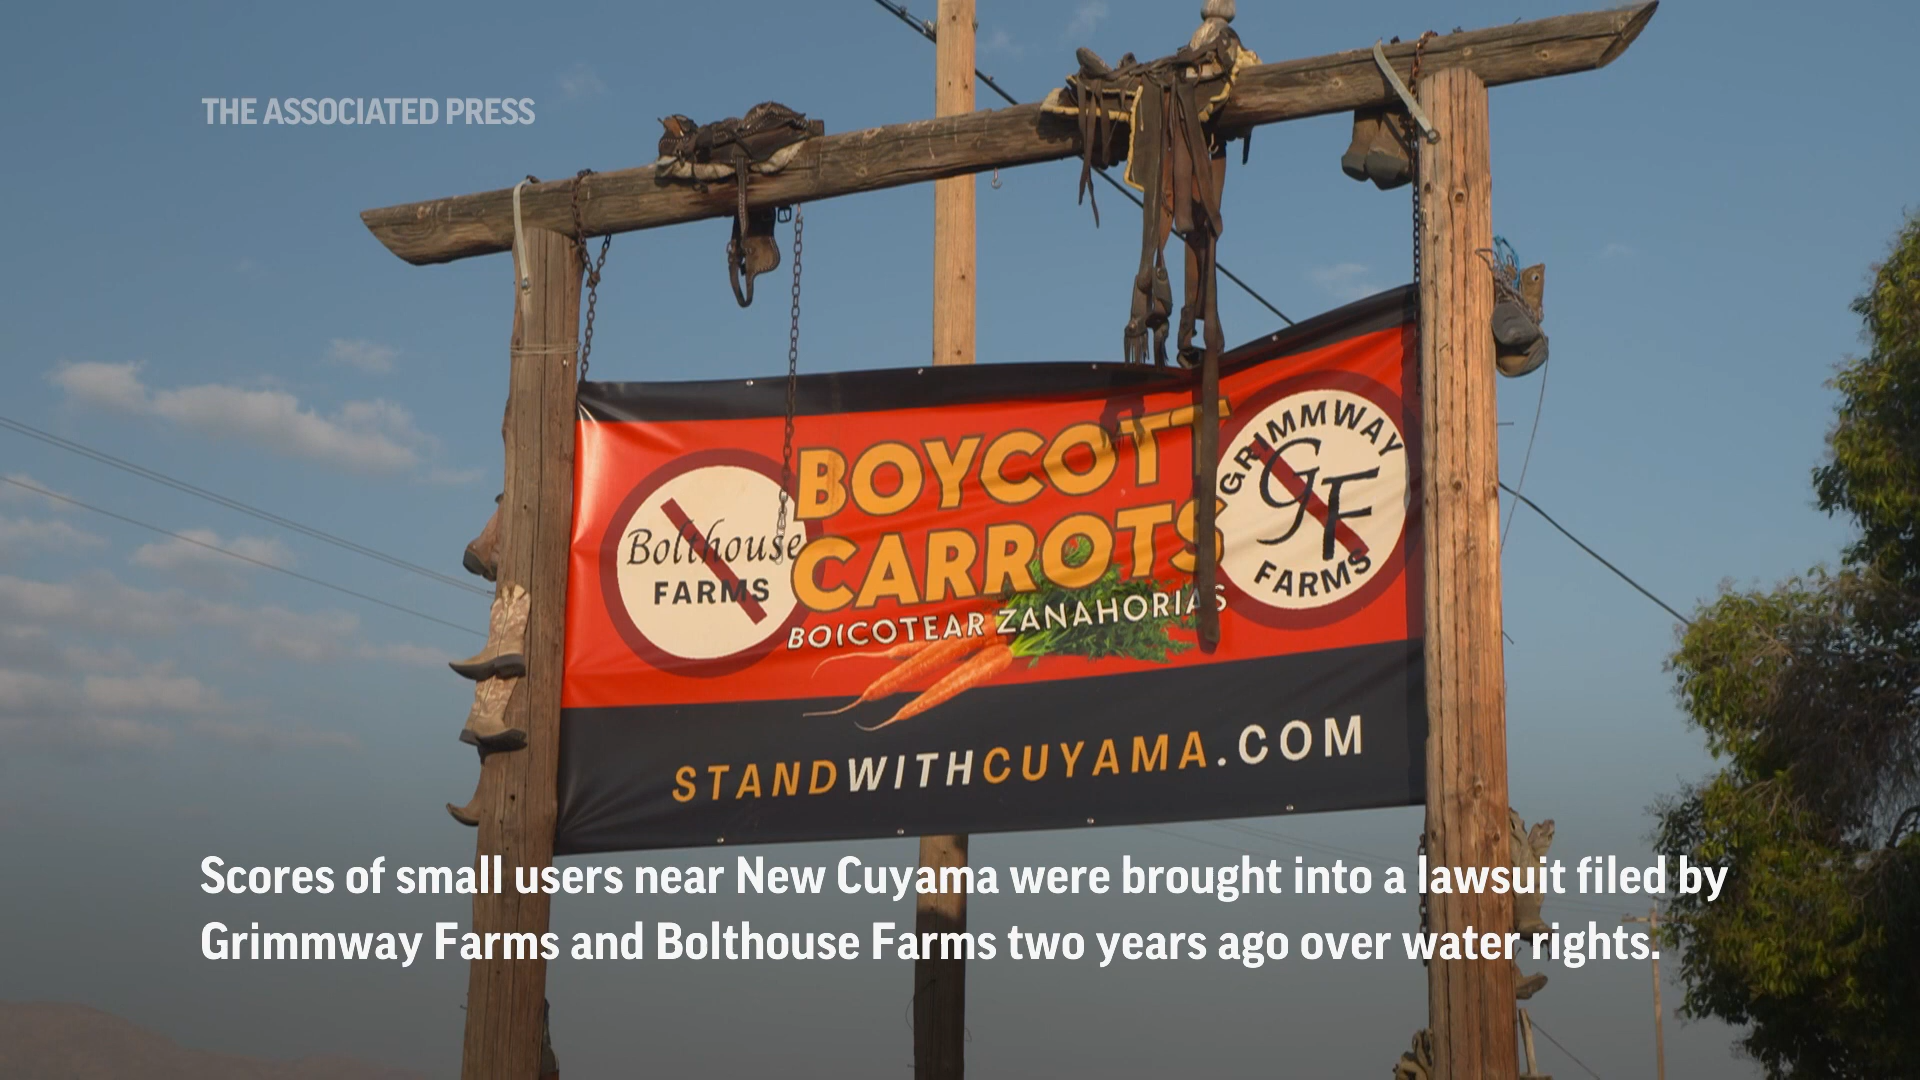 THE ASSOCIATED PRESS
BOYCOTT
CARROTS
BOICOTEAR ZANAHORIAS
Bolthouse
FARMS
GRIMMWAY
GF
FARMS
STANDWITHCUYAMA.COM
Scores of small users near New Cuyama were brought into a lawsuit filed by
Grimmway Farms and Bolthouse Farms two years ago over water rights.